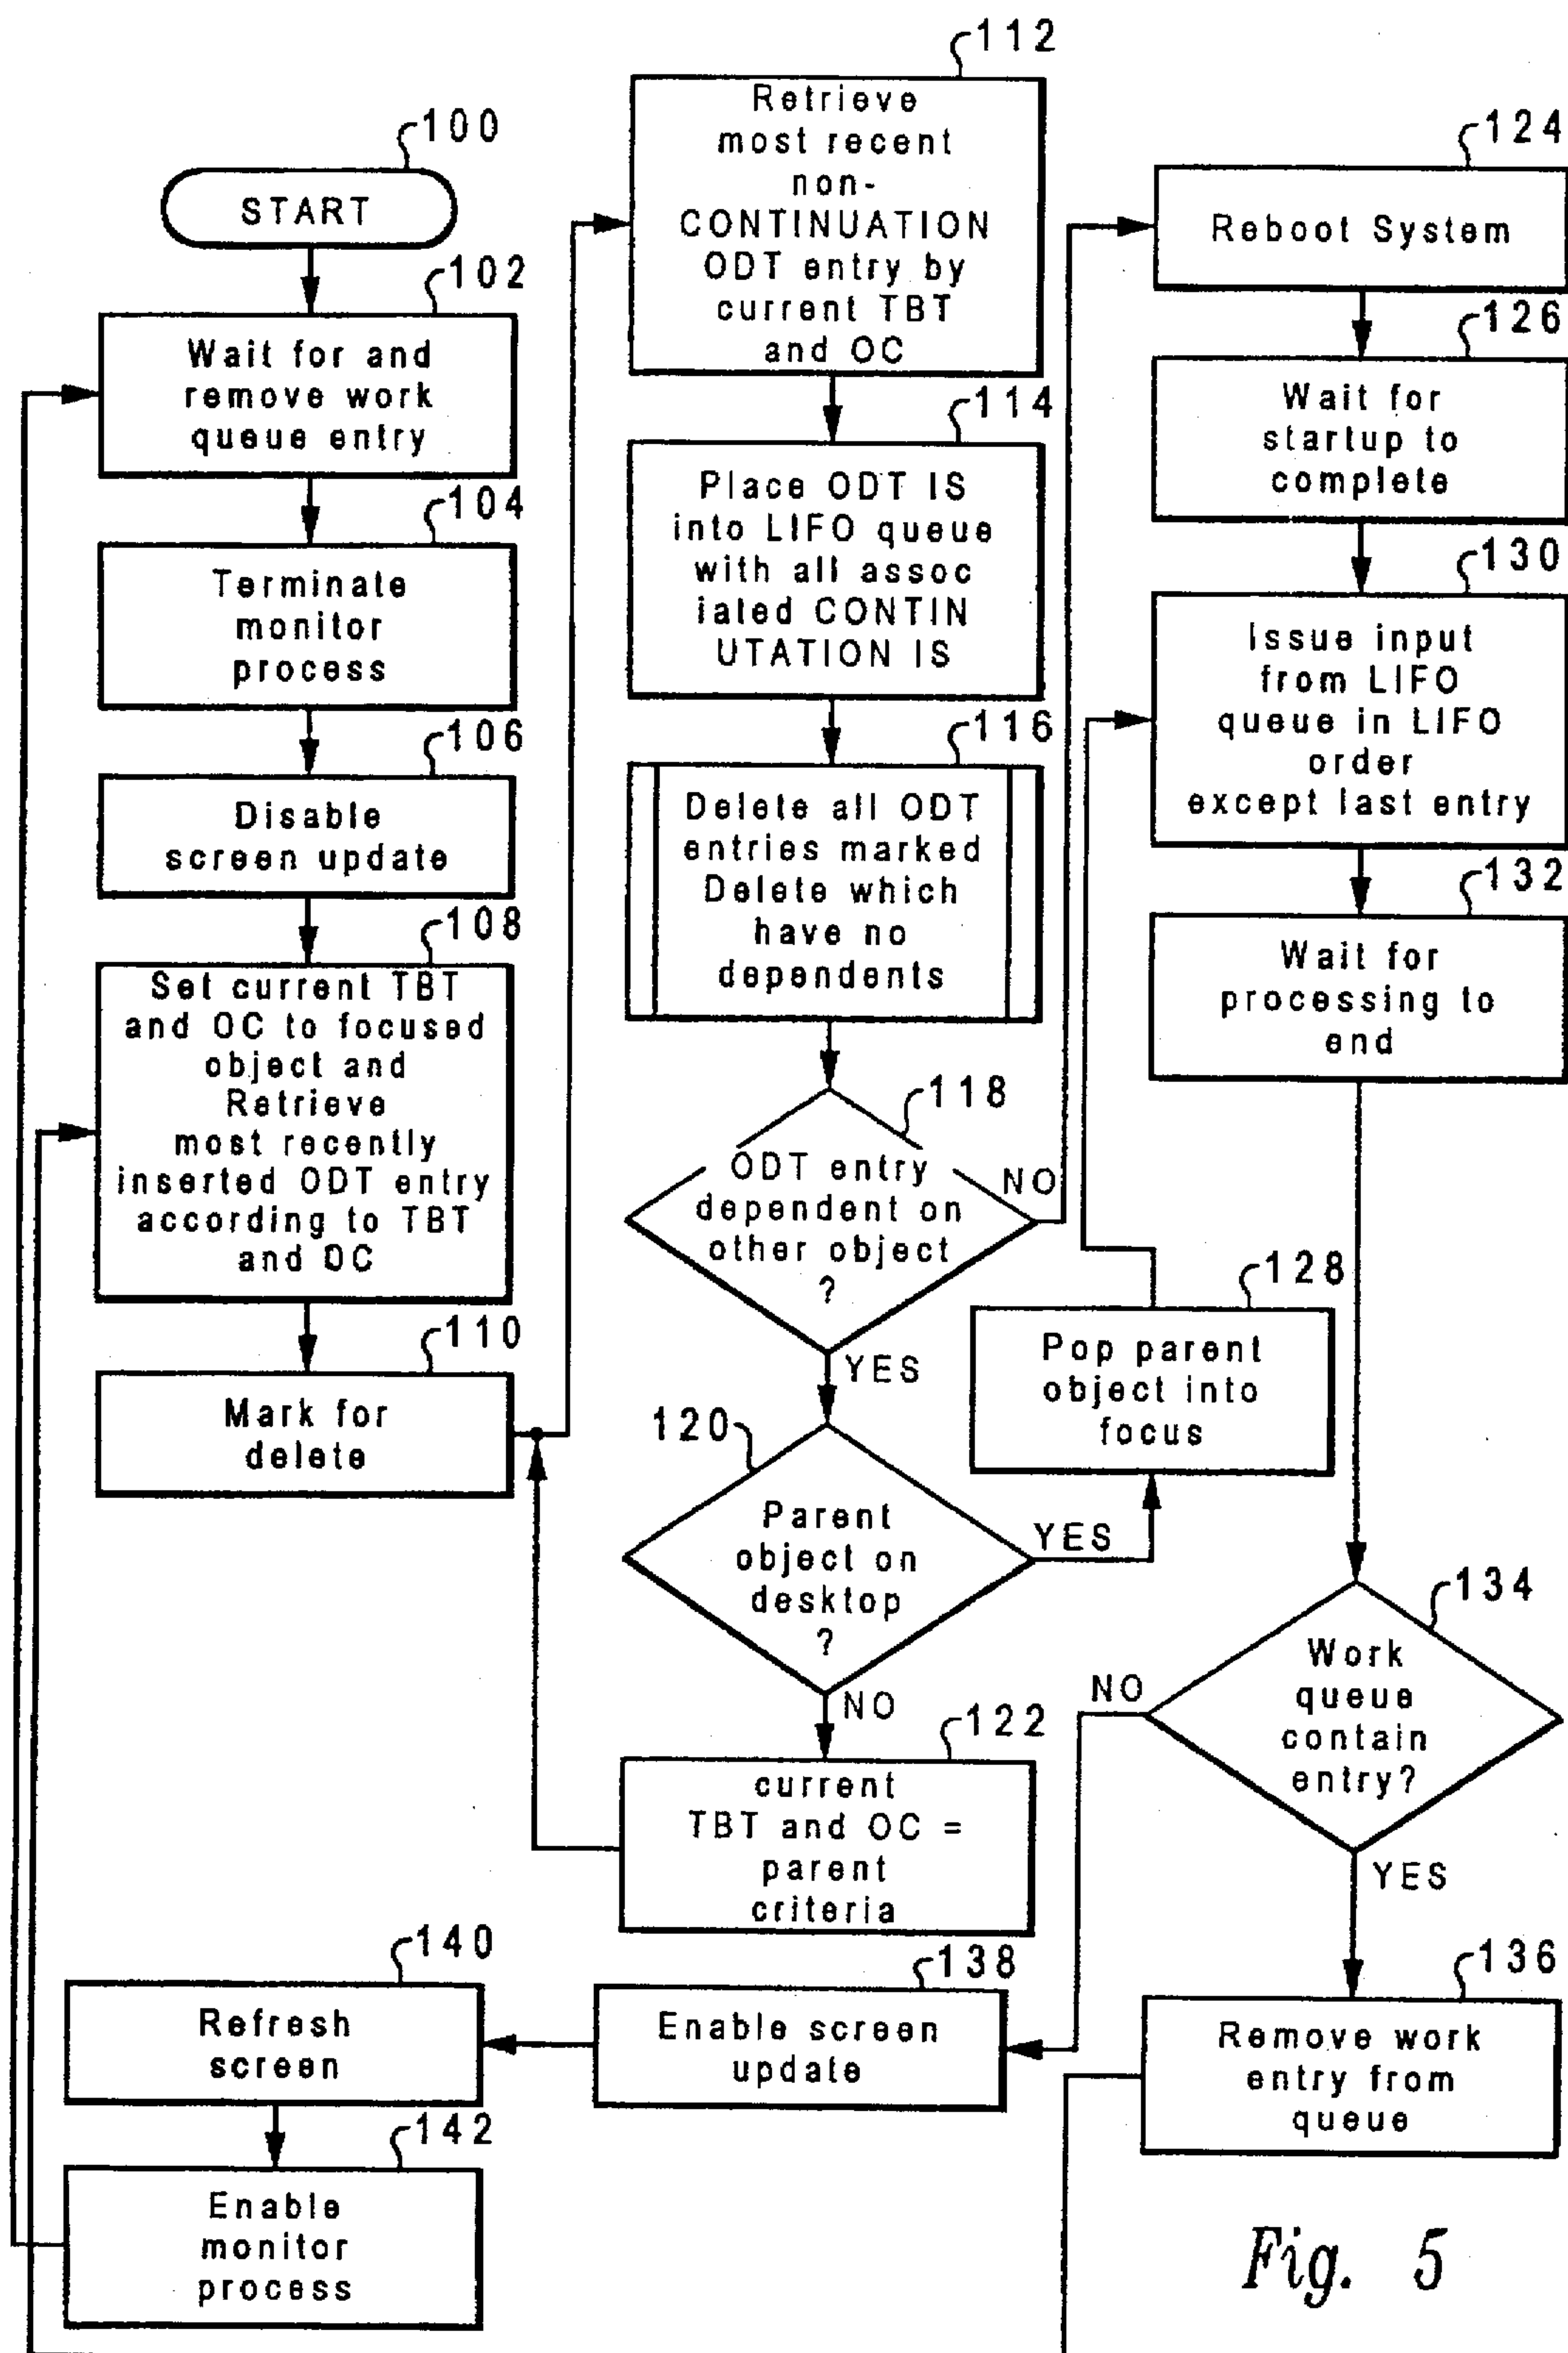 100
START
102
Wait for and
remove work
queue entry
104
Terminate
monitor
process
106
Disable
screen update
108
Set current TBT
and OC to focused
object and
Retrieve
most recently
inserted ODT entry
according to TBT
and OC
110
Mark for
delete
112
Retrieve
most recent
non-
CONTINUATION
ODT entry by
current TBT
and OC
114
Place ODT IS
into LIFO queue
with all assoc
iated CONTIN
UTATION IS
116
Delete all ODT
entries marked
Delete which
have no
dependents
118
ODT entry
dependent on
other object
?
NO
YES
120
Parent
object on
desktop
?
YES
NO
122
current
TBT and OC =
parent
criteria
124
Reboot System
126
Wait for
startup to
complete
128
Pop parent
object into
focus
130
Issue input
from LIFO
queue in LIFO
order
except last entry
132
Wait for
processing to
end
134
Work
queue
contain
entry?
NO
YES
136
Remove work
entry from
queue
138
Enable screen
update
140
Refresh
screen
142
Enable
monitor
process
Fig. 5